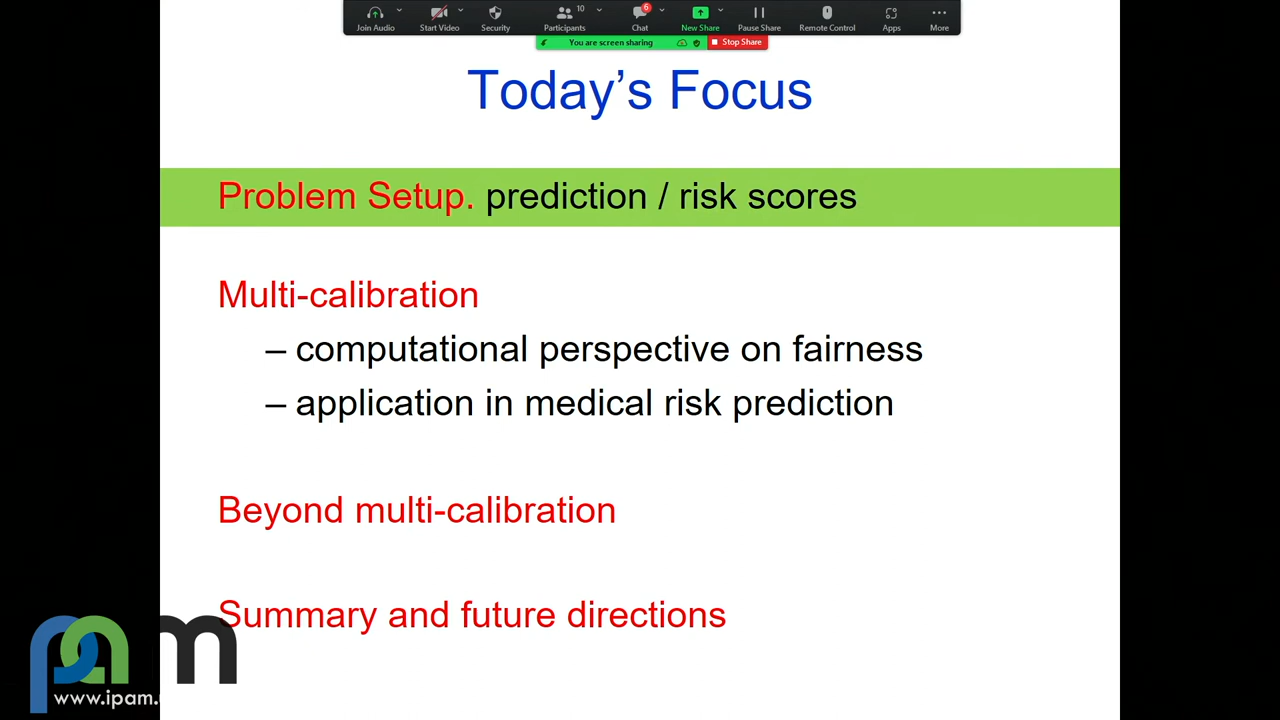 Join Audio
Start Video
Security
10
Participants
6
Chat
New Share
Pause Share
Remote Control
Apps
More
You are screen sharing
Stop Share
Today’s Focus
Problem Setup. prediction / risk scores
Multi-calibration
– computational perspective on fairness
– application in medical risk prediction
Beyond multi-calibration
Summary and future directions
pam
www.ipam.